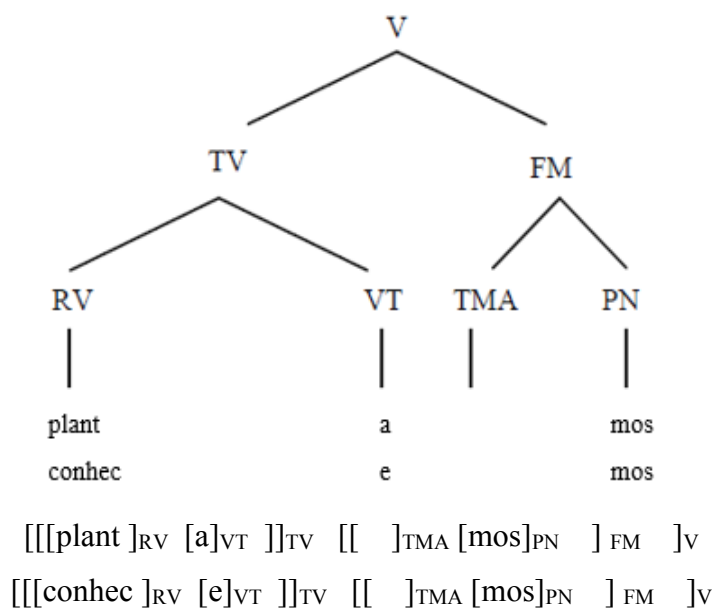 V
TV FM
RV VT TMA PN
plant a mos
conhec e mos
[[[plant ]RV [a]VT ]]TV [[ ]TMA [mos]PN ] FM ]V
[[[conhec ]RV [e]VT ]]TV [[ ]TMA [mos]PN ] FM ]V